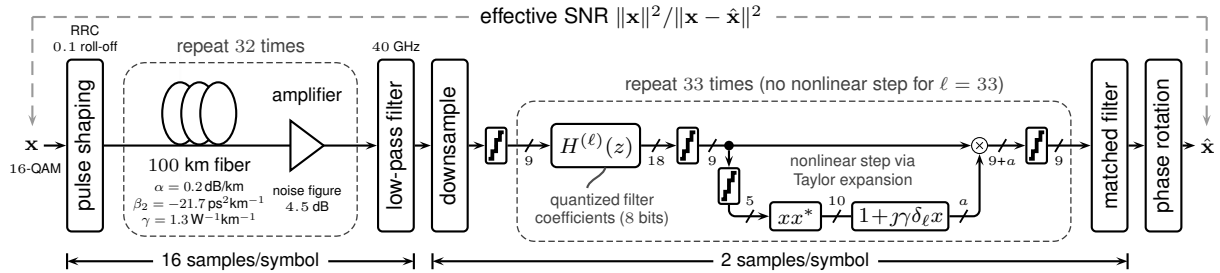 effective SNR ‖x‖²/‖x − x̂‖²
RRC
0.1 roll-off
repeat 32 times
40 GHz
repeat 33 times (no nonlinear step for ℓ = 33)
x
16-QAM
pulse shaping
100 km fiber
α = 0.2 dB/km
β₂ = −21.7 ps²km⁻¹
γ = 1.3 W⁻¹km⁻¹
amplifier
noise figure
4.5 dB
low-pass filter
downsample
9
H⁽ℓ⁾(z)
18
9
quantized filter
coefficients (8 bits)
nonlinear step via
Taylor expansion
5
xx*
10
1+ȷγδ_ℓx
a
⊗
9+a
9
matched filter
phase rotation
x̂
16 samples/symbol
2 samples/symbol